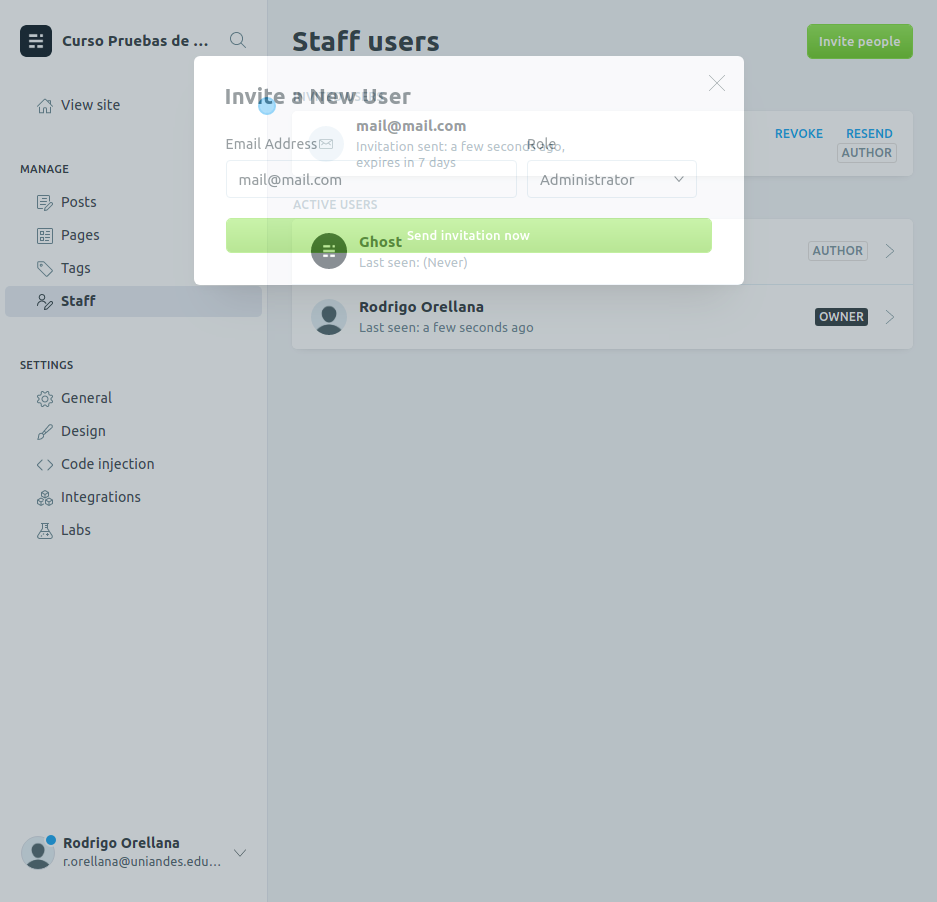 Curso Pruebas de ...
View site
MANAGE
Posts
Pages
Tags
Staff
SETTINGS
General
Design
Code injection
Integrations
Labs
Rodrigo Orellana
r.orellana@uniandes.edu...
Staff users
Invite people
Invite a New User
INVITED USERS
Email Address
Role
mail@mail.com
Administrator
Send invitation now
mail@mail.com
Invitation sent: a few seconds ago,
expires in 7 days
REVOKE
RESEND
AUTHOR
ACTIVE USERS
Ghost
Last seen: (Never)
AUTHOR
Rodrigo Orellana
Last seen: a few seconds ago
OWNER